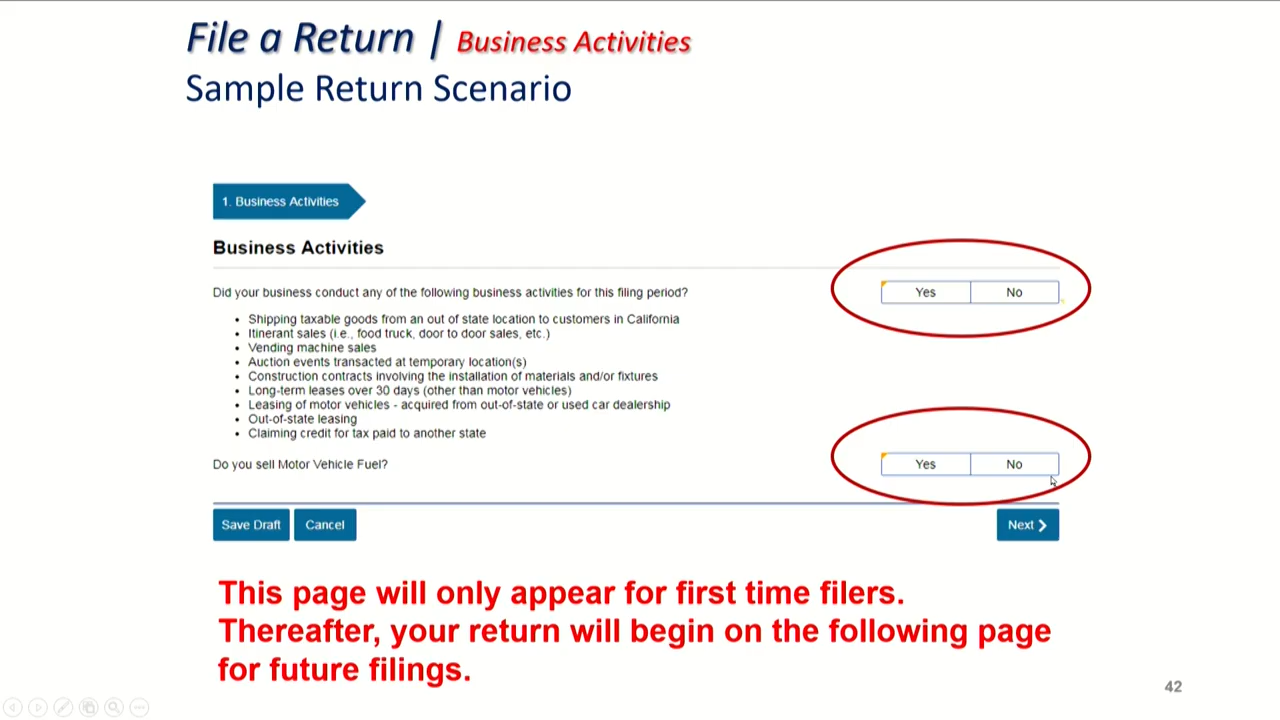 File a Return | Business Activities
Sample Return Scenario
1. Business Activities
Business Activities
Did your business conduct any of the following business activities for this filing period?
Yes No
• Shipping taxable goods from an out of state location to customers in California
• Itinerant sales (i.e., food truck, door to door sales, etc.)
• Vending machine sales
• Auction events transacted at temporary location(s)
• Construction contracts involving the installation of materials and/or fixtures
• Long-term leases over 30 days (other than motor vehicles)
• Leasing of motor vehicles - acquired from out-of-state or used car dealership
• Out-of-state leasing
• Claiming credit for tax paid to another state
Do you sell Motor Vehicle Fuel?
Yes No
Save Draft Cancel Next
This page will only appear for first time filers.
Thereafter, your return will begin on the following page
for future filings.
42